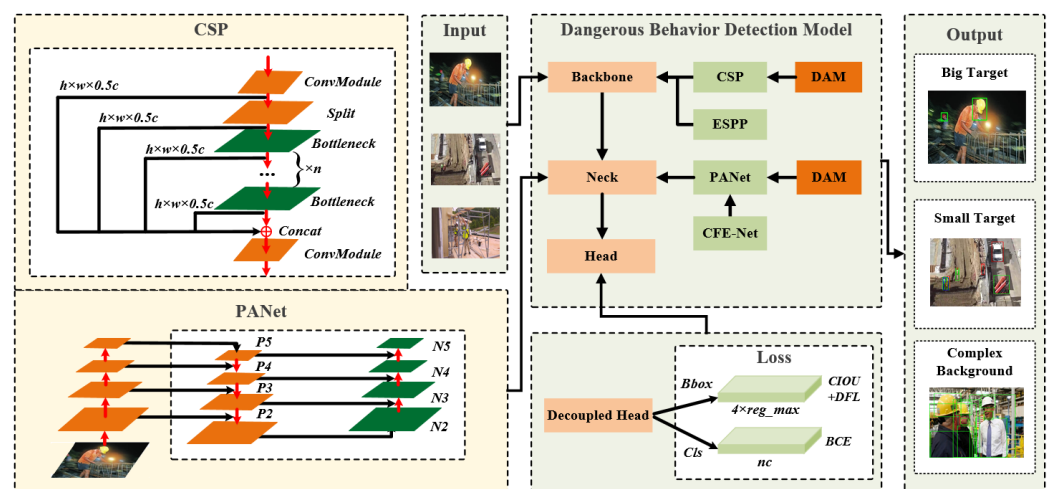 CSP
ConvModule
h×w×0.5c
Split
h×w×0.5c
Bottleneck
h×w×0.5c
...
×n
Bottleneck
h×w×0.5c
Concat
ConvModule
PANet
P5
P4
P3
P2
N5
N4
N3
N2
Input
Dangerous Behavior Detection Model
Backbone
CSP
DAM
ESPP
Neck
PANet
DAM
CFE-Net
Head
Decoupled Head
Loss
Bbox
CIOU
+DFL
4×reg_max
Cls
BCE
nc
Output
Big Target
Small Target
Complex
Background